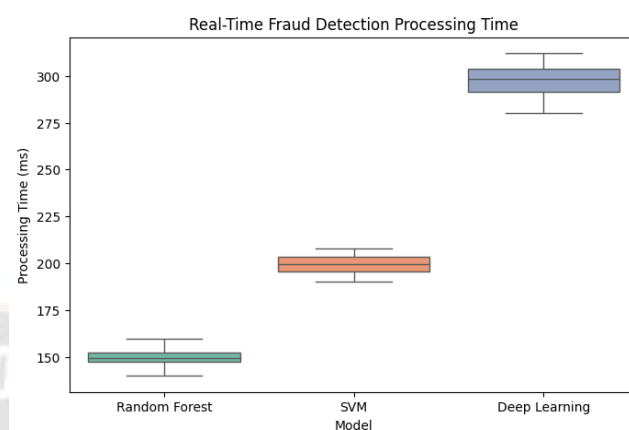 Real-Time Fraud Detection Processing Time
Processing Time (ms)
300
275
250
225
200
175
150
Random Forest SVM Deep Learning
Model